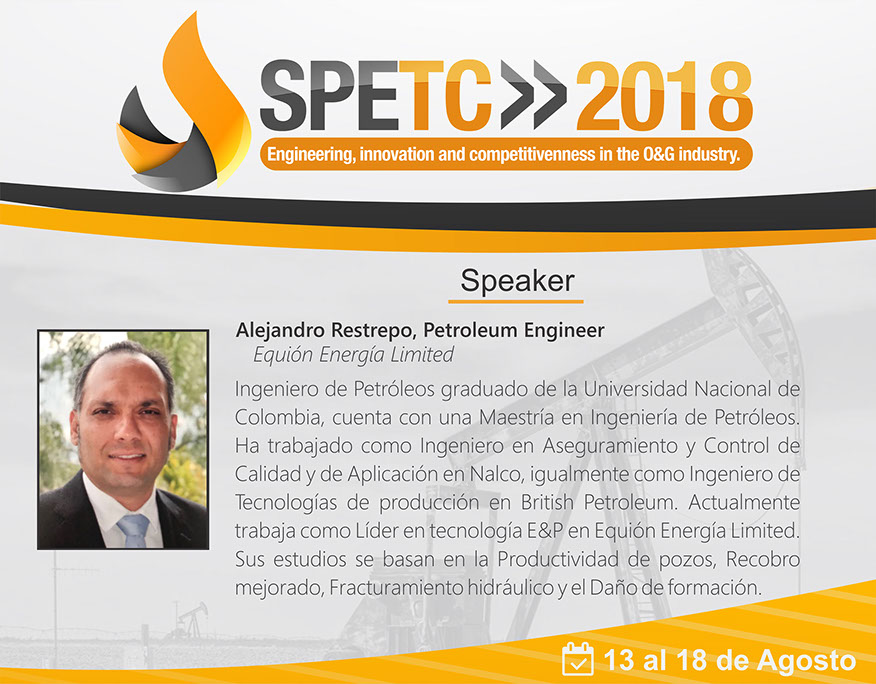 SPETC>>2018
Engineering, innovation and competitivenness in the O&G industry.
Speaker
Alejandro Restrepo, Petroleum Engineer
Equión Energía Limited
Ingeniero de Petróleos graduado de la Universidad Nacional de
Colombia, cuenta con una Maestría en Ingeniería de Petróleos.
Ha trabajado como Ingeniero en Aseguramiento y Control de
Calidad y de Aplicación en Nalco, igualmente como Ingeniero de
Tecnologías de producción en British Petroleum. Actualmente
trabaja como Líder en tecnología E&P en Equión Energía Limited.
Sus estudios se basan en la Productividad de pozos, Recobro
mejorado, Fracturamiento hidráulico y el Daño de formación.
13 al 18 de Agosto